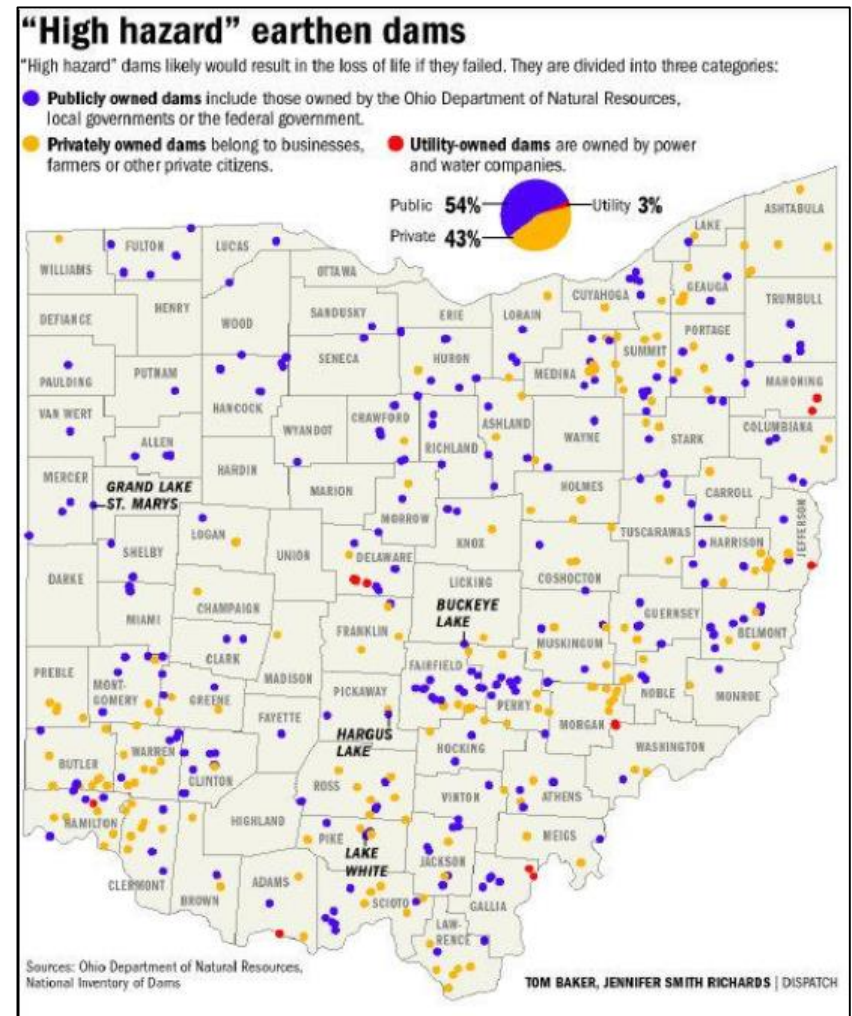 “High hazard” earthen dams
“High hazard” dams likely would result in the loss of life if they failed. They are divided into three categories:
Publicly owned dams include those owned by the Ohio Department of Natural Resources,
local governments or the federal government.
Privately owned dams belong to businesses,
farmers or other private citizens.
Utility-owned dams are owned by power
and water companies.
Public 54%
Utility 3%
Private 43%
ASHTABULA
LAKE
WILLIAMS
FULTON
LUCAS
OTTAWA
CUYAHOGA
GEAUGA
TRUMBULL
DEFIANCE
HENRY
WOOD
SANDUSKY
ERIE
LORAIN
SENECA
HURON
MEDINA
SUMMIT
PORTAGE
PAULDING
PUTNAM
MAHONING
VAN WERT
HANCOCK
ALLEN
WYANDOT
CRAWFORD
RICHLAND
ASHLAND
WAYNE
STARK
COLUMBIANA
MERCER
HARDIN
GRAND LAKE
ST. MARYS
MARION
MORROW
HOLMES
CARROLL
JEFFERSON
SHELBY
LOGAN
UNION
DELAWARE
KNOX
TUSCARAWAS
HARRISON
DARKE
CHAMPAIGN
LICKING
COSHOCTON
MIAMI
BUCKEYE
LAKE
FRANKLIN
MUSKINGUM
GUERNSEY
BELMONT
CLARK
MADISON
FAIRFIELD
PREBLE
MONT-
GOMERY
GREENE
PICKAWAY
PERRY
NOBLE
MONROE
FAYETTE
MORGAN
HARGUS
LAKE
HOCKING
WASHINGTON
BUTLER
WARREN
CLINTON
ROSS
VINTON
ATHENS
HAMILTON
HIGHLAND
PIKE
MEIGS
LAKE
WHITE
JACKSON
CLERMONT
BROWN
ADAMS
SCIOTO
GALLIA
LAW-
RENCE
Sources: Ohio Department of Natural Resources,
National Inventory of Dams
TOM BAKER, JENNIFER SMITH RICHARDS | DISPATCH